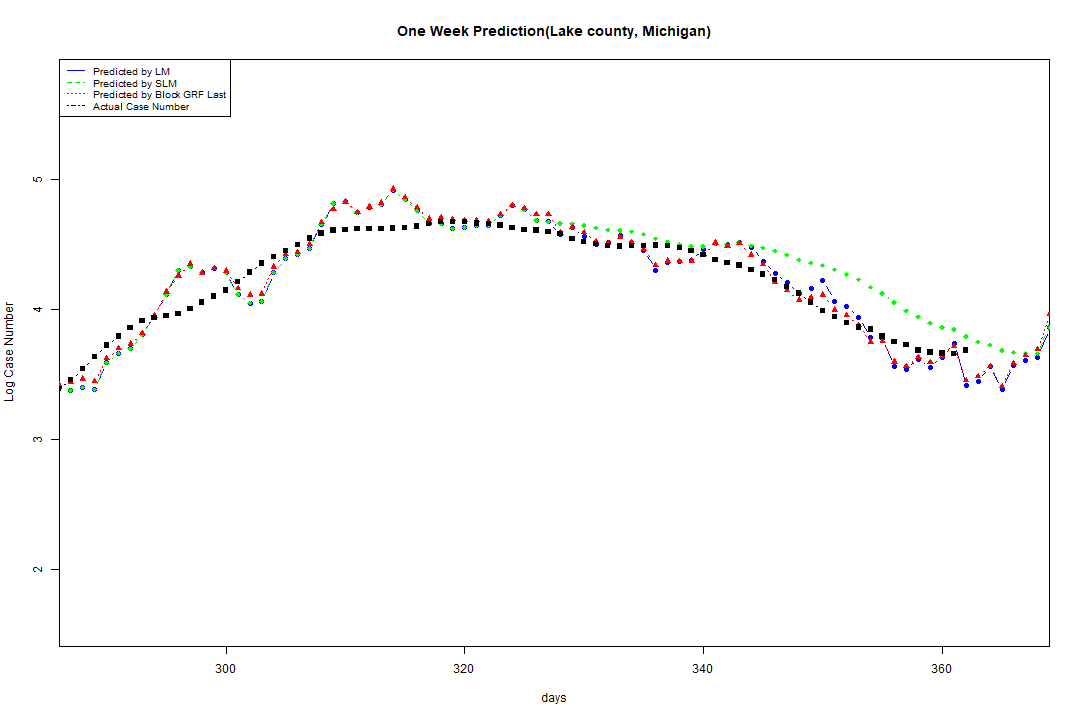 One Week Prediction(Lake county, Michigan)
Predicted by LM
Predicted by SLM
Predicted by Block GRF Last
Actual Case Number
5
4
3
2
Log Case Number
300 320 340 360
days